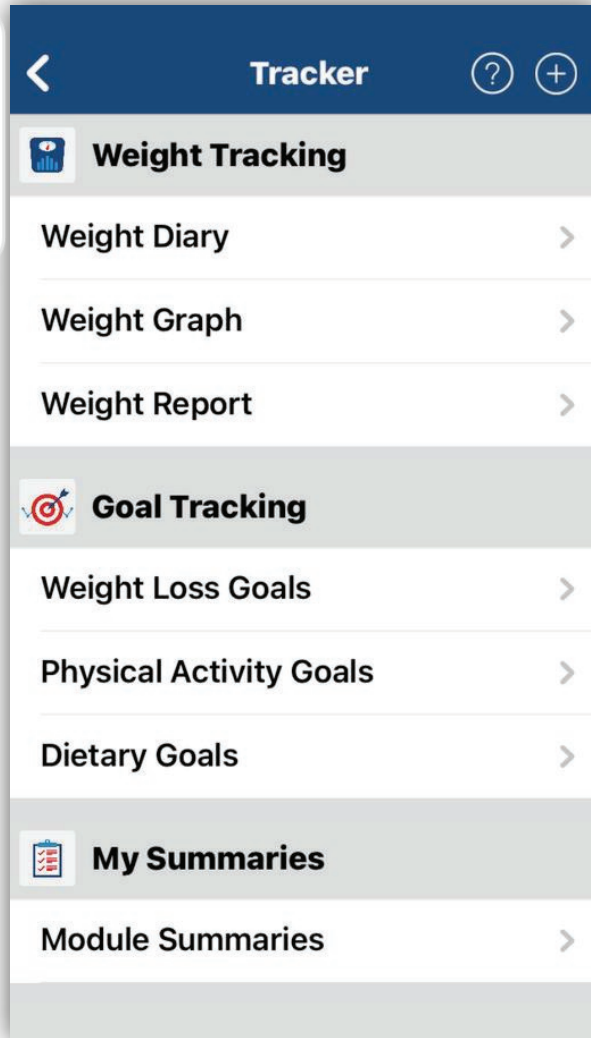 Tracker
Weight Tracking
Weight Diary
Weight Graph
Weight Report
Goal Tracking
Weight Loss Goals
Physical Activity Goals
Dietary Goals
My Summaries
Module Summaries